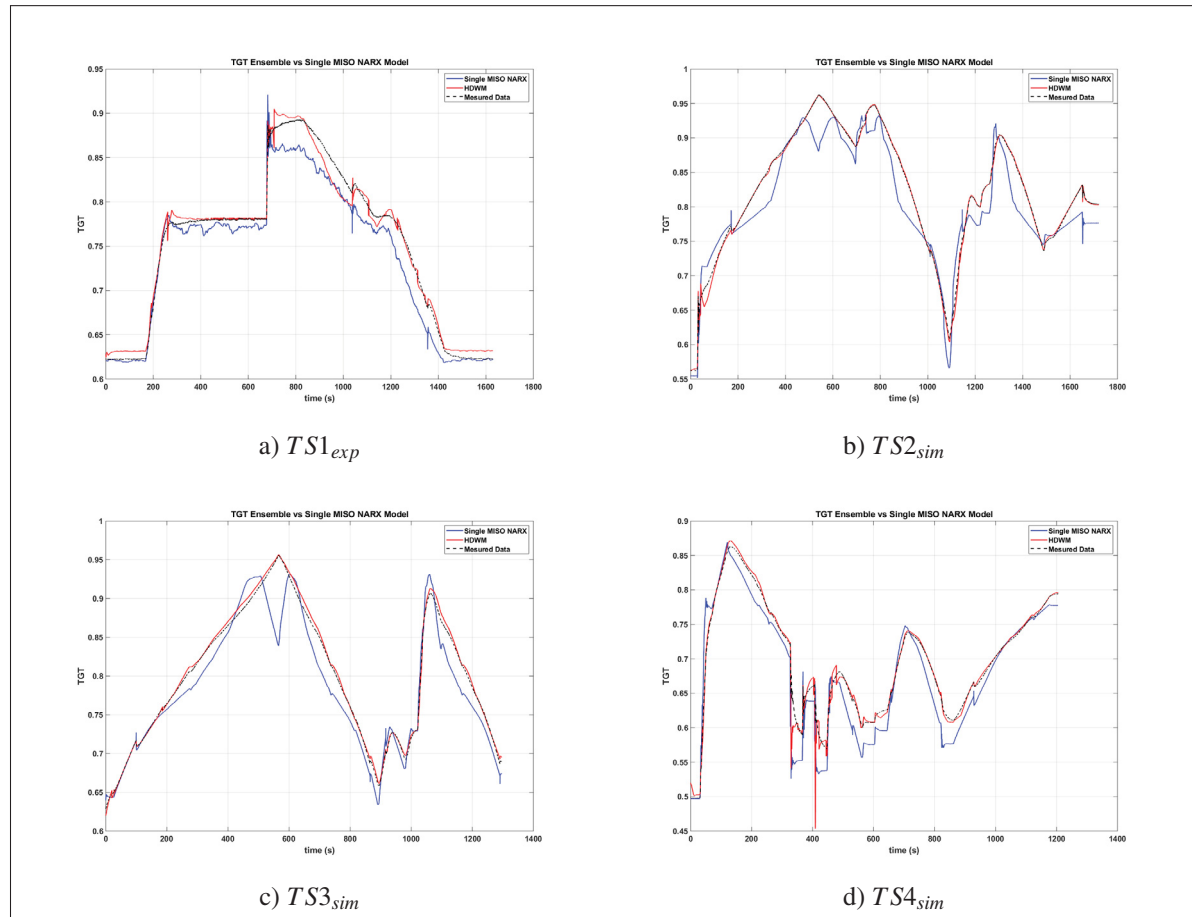 TGT Ensemble vs Single MISO NARX Model
Single MISO NARX
HDWM
Mesured Data
TGT
0.95
0.9
0.85
0.8
0.75
0.7
0.65
0.6
0 200 400 600 800 1000 1200 1400 1600 1800
time (s)
a) TS1exp
TGT Ensemble vs Single MISO NARX Model
Single MISO NARX
HDWM
Mesured Data
TGT
1
0.95
0.9
0.85
0.8
0.75
0.7
0.65
0.6
0.55
0 200 400 600 800 1000 1200 1400 1600 1800
time (s)
b) TS2sim
TGT Ensemble vs Single MISO NARX Model
Single MISO NARX
HDWM
Mesured Data
TGT
1
0.95
0.9
0.85
0.8
0.75
0.7
0.65
0.6
0 200 400 600 800 1000 1200 1400
time (s)
c) TS3sim
TGT Ensemble vs Single MISO NARX Model
Single MISO NARX
HDWM
Mesured Data
TGT
0.9
0.85
0.8
0.75
0.7
0.65
0.6
0.55
0.5
0.45
0 200 400 600 800 1000 1200 1400
time (s)
d) TS4sim